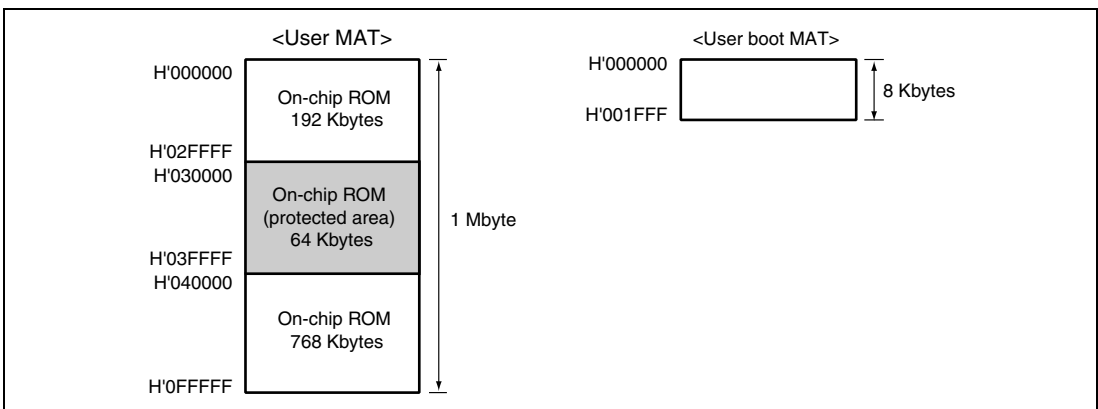 <User MAT>
H'000000
On-chip ROM
192 Kbytes
H'02FFFF
H'030000
On-chip ROM
(protected area)
64 Kbytes
H'03FFFF
H'040000
On-chip ROM
768 Kbytes
H'0FFFFF
1 Mbyte
<User boot MAT>
H'000000
H'001FFF
8 Kbytes